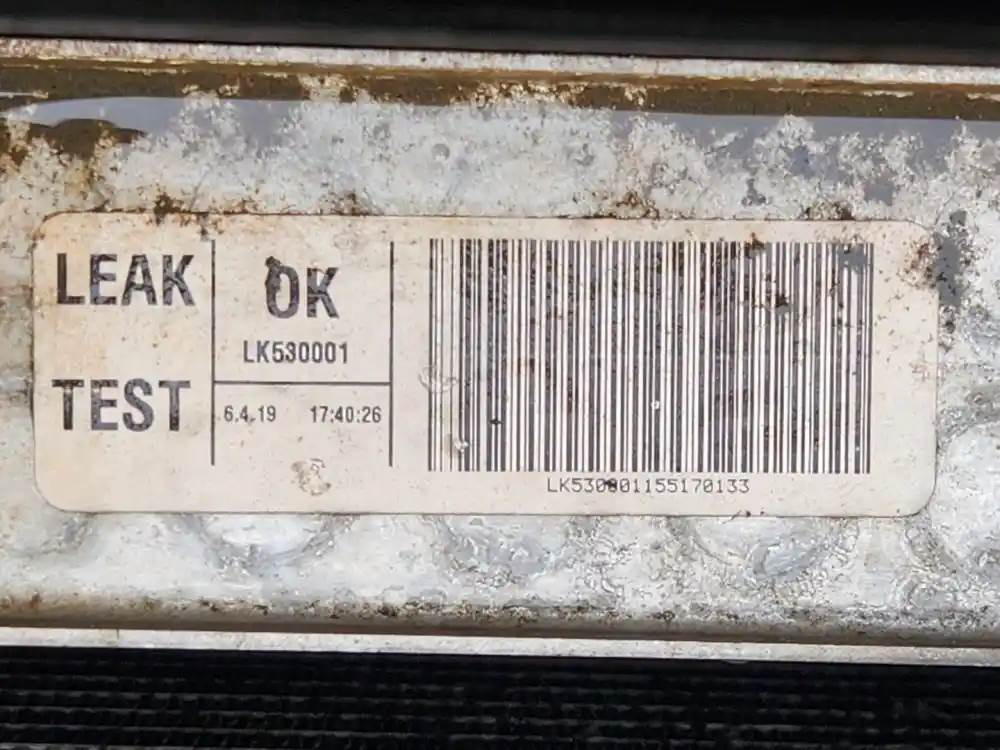 LEAK
TEST
OK
LK530001
6.4.19 17:40:26
LK530001155170133